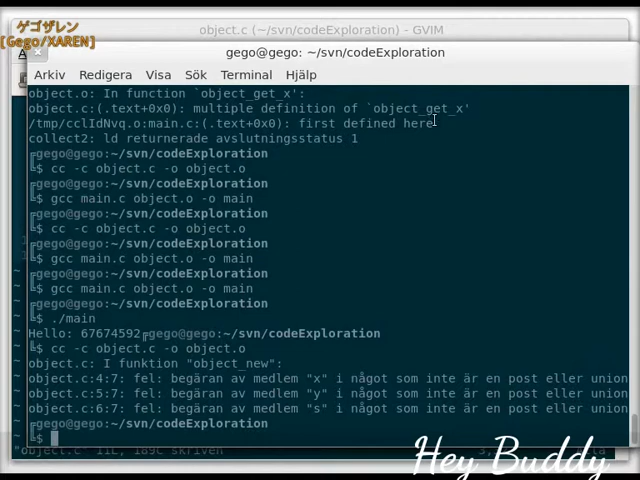 ゲゴザレン
[Gego/XAREN]
object.c (~/svn/codeExploration) - GVIM
gego@gego: ~/svn/codeExploration
Arkiv Redigera Visa Sök Terminal Hjälp
object.o: In function `object_get_x':
object.c:(.text+0x0): multiple definition of `object_get_x'
/tmp/cclIdNvq.o:main.c:(.text+0x0): first defined here
collect2: ld returnerade avslutningsstatus 1
╔gego@gego:~/svn/codeExploration
╚$ cc -c object.c -o object.o
╔gego@gego:~/svn/codeExploration
╚$ gcc main.c object.o -o main
╔gego@gego:~/svn/codeExploration
╚$ cc -c object.c -o object.o
╔gego@gego:~/svn/codeExploration
╚$ gcc main.c object.o -o main
╔gego@gego:~/svn/codeExploration
╚$ gcc main.c object.o -o main
╔gego@gego:~/svn/codeExploration
╚$ ./main
Hello: 67674592╔gego@gego:~/svn/codeExploration
╚$ cc -c object.c -o object.o
object.c: I funktion "object_new":
object.c:4:7: fel: begäran av medlem "x" i något som inte är en post eller union
object.c:5:7: fel: begäran av medlem "y" i något som inte är en post eller union
object.c:6:7: fel: begäran av medlem "s" i något som inte är en post eller union
╔gego@gego:~/svn/codeExploration
╚$
"object.c" 11L, 189C skriven
Hey Buddy